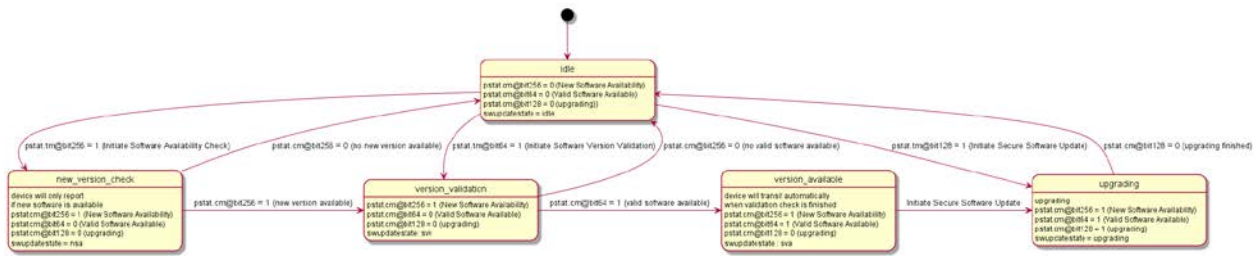 idle
pstat.cm@bit256 = 0 (New Software Availability)
pstat.cm@bit64 = 0 (Valid Software Available)
pstat.cm@bit128 = 0 (upgrading))
swupdatestate = idle
pstat.tm@bit256 = 1 (Initiate Software Availability Check)
pstat.cm@bit256 = 0 (no new version available)
pstat.tm@bit64 = 1 (Initiate Software Version Validation)
pstat.cm@bit256 = 0 (no valid software available)
pstat.tm@bit128 = 1 (Initiate Secure Software Update)
pstat.cm@bit128 = 0 (upgrading finished)
new_version_check
device will only report
if new software is available
pstat.cm@bit256 = 1 (New Software Availability)
pstat.cm@bit64 = 0 (Valid Software Available)
pstat.cm@bit128 = 0 (upgrading)
swupdatestate = nsa
pstat.cm@bit256 = 1 (new version available)
version_validation
pstat.cm@bit256 = 1 (New Software Availability)
pstat.cm@bit64 = 0 (Valid Software Available)
pstat.cm@bit128 = 0 (upgrading)
swupdatestate: svv
pstat.cm@bit64 = 1 (valid software available)
version_available
device will transit automatically
when validation check is finished
pstat.cm@bit256 = 1 (New Software Availability)
pstat.cm@bit64 = 1 (Valid Software Available)
pstat.cm@bit128 = 0 (upgrading)
swupdatestate : sva
Initiate Secure Software Update
upgrading
upgrading
pstat.cm@bit256 = 1 (New Software Availability)
pstat.cm@bit64 = 1 (Valid Software Available)
pstat.cm@bit128 = 1 (upgrading)
swupdatestate = upgrading